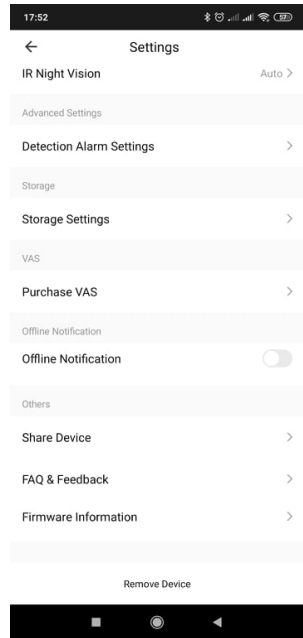 17:52
57
Settings
IR Night Vision Auto
Advanced Settings
Detection Alarm Settings
Storage
Storage Settings
VAS
Purchase VAS
Offline Notification
Offline Notification
Others
Share Device
FAQ & Feedback
Firmware Information
Remove Device